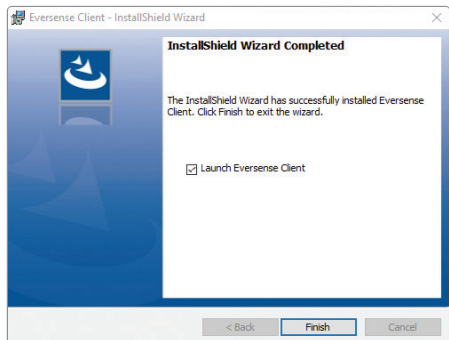 Eversense Client - InstallShield Wizard
InstallShield Wizard Completed
The InstallShield Wizard has successfully installed Eversense
Client. Click Finish to exit the wizard.
Launch Eversense Client
< Back Finish Cancel